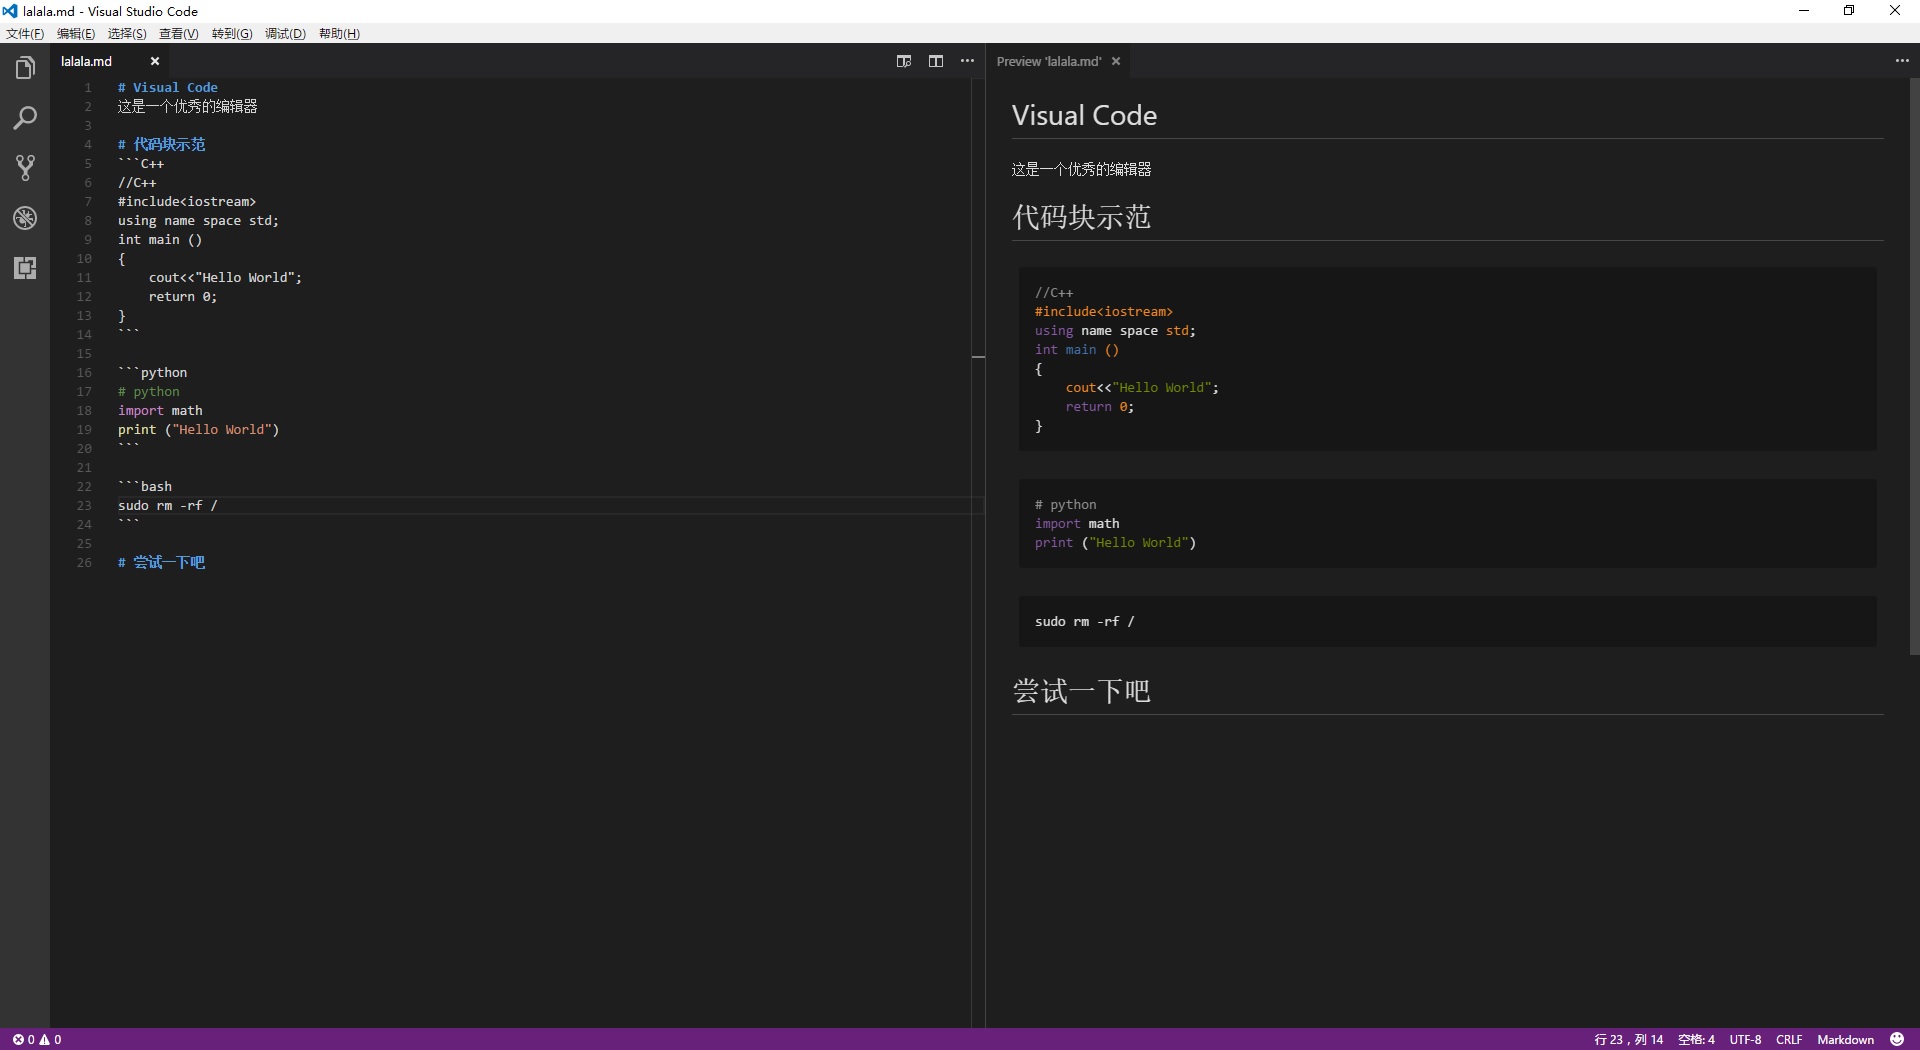 lalala.md - Visual Studio Code
文件(F) 编辑(E) 选择(S) 查看(V) 转到(G) 调试(D) 帮助(H)
lalala.md
1 # Visual Code
2 这是一个优秀的编辑器
3
4 # 代码块示范
5 ```C++
6 //C++
7 #include<iostream>
8 using name space std;
9 int main ()
10 {
11     cout<<"Hello World";
12     return 0;
13 }
14 ```
15
16 ```python
17 # python
18 import math
19 print ("Hello World")
20 ```
21
22 ```bash
23 sudo rm -rf /
24 ```
25
26 # 尝试一下吧
Preview 'lalala.md'
Visual Code
这是一个优秀的编辑器
代码块示范
//C++
#include<iostream>
using name space std;
int main ()
{
    cout<<"Hello World";
    return 0;
}
# python
import math
print ("Hello World")
sudo rm -rf /
尝试一下吧
0 0
行 23，列 14 空格: 4 UTF-8 CRLF Markdown